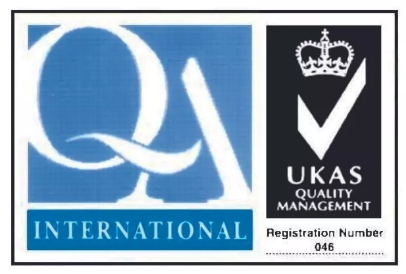 QA
INTERNATIONAL
UKAS
QUALITY
MANAGEMENT
Registration Number
046